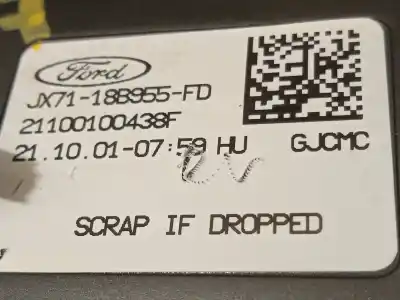 Ford
JX71-18B955-FD
21100100438F
21.10.01-07:59 HU GJCMC
SCRAP IF DROPPED